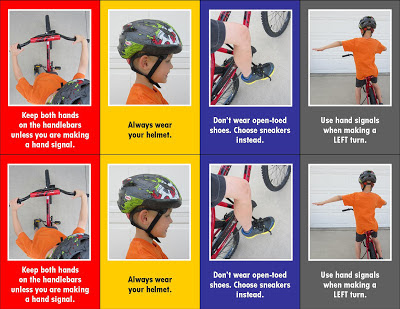 Keep both hands
on the handlebars
unless you are making
a hand signal.
Always wear
your helmet.
Don't wear open-toed
shoes. Choose sneakers
instead.
Use hand signals
when making a
LEFT turn.
Keep both hands
on the handlebars
unless you are making
a hand signal.
Always wear
your helmet.
Don't wear open-toed
shoes. Choose sneakers
instead.
Use hand signals
when making a
LEFT turn.